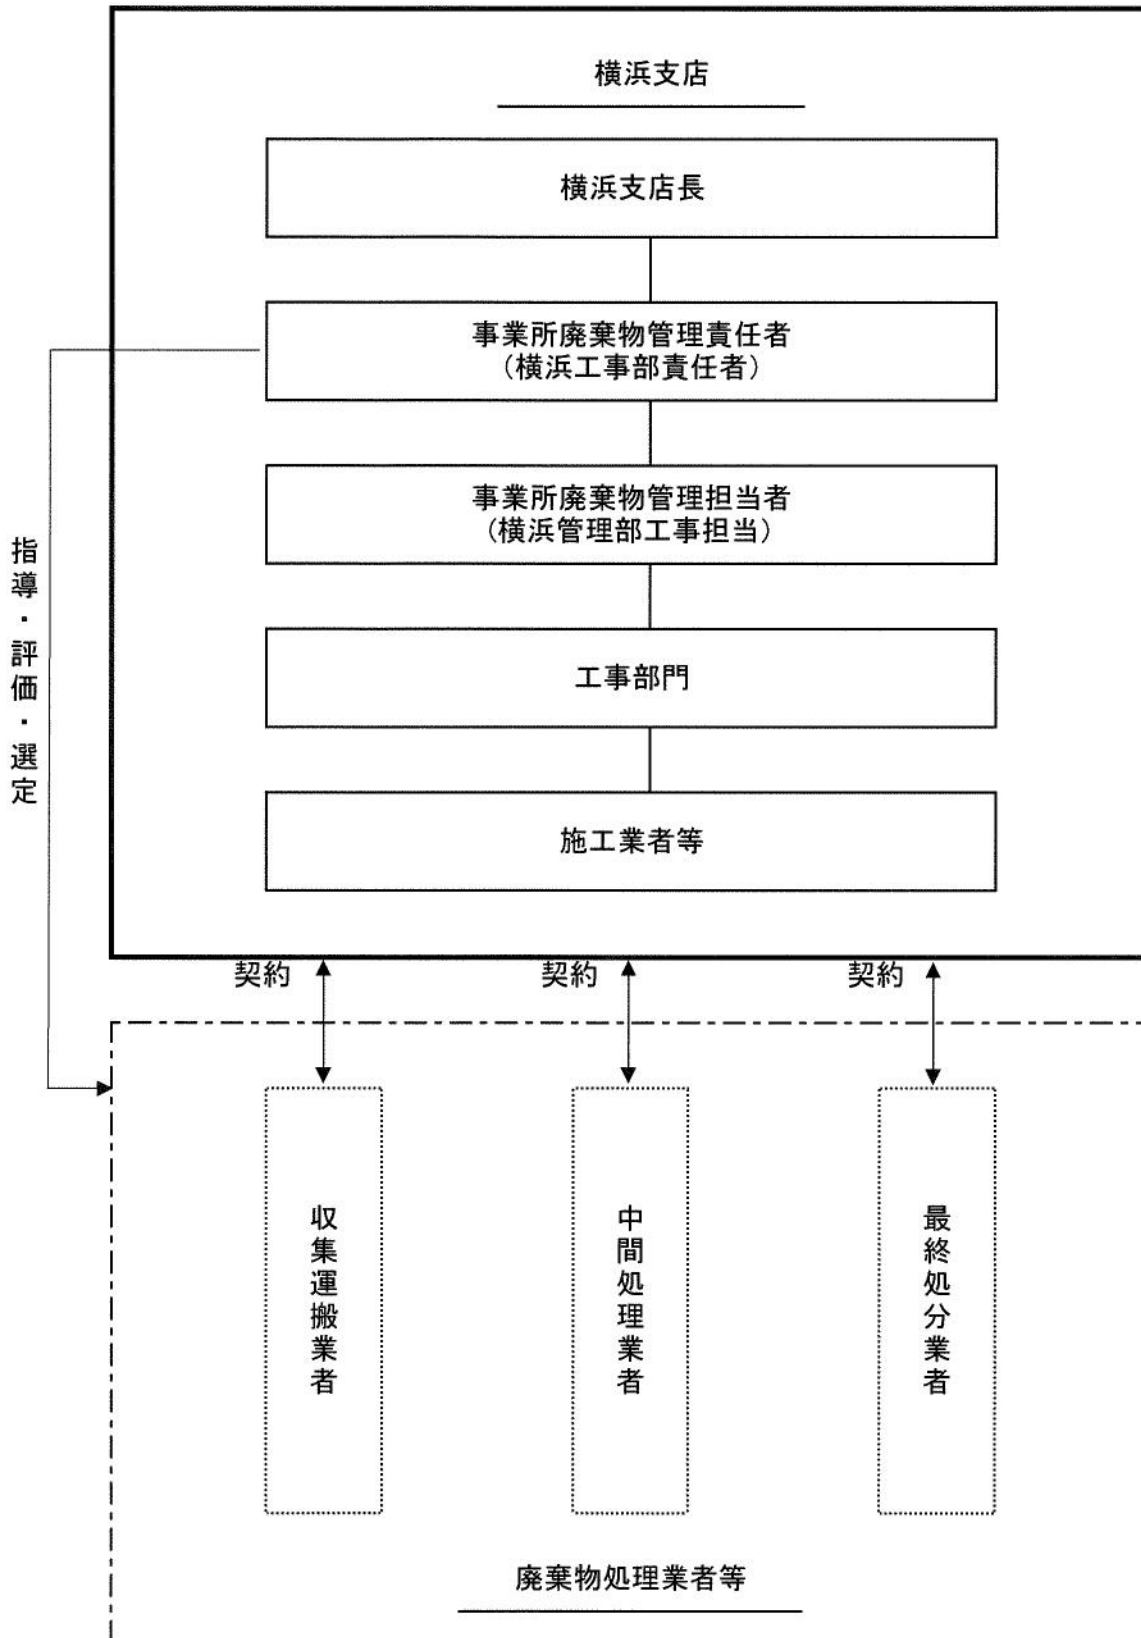 横浜支店
横浜支店長
事業所廃棄物管理責任者
（横浜工事部責任者）
事業所廃棄物管理担当者
（横浜管理部工事担当）
工事部門
施工業者等
指導・評価・選定
契約
契約
契約
収集運搬業者
中間処理業者
最終処分業者
廃棄物処理業者等